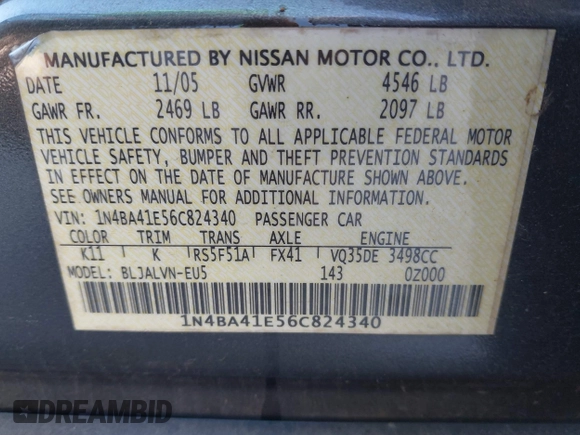 MANUFACTURED BY NISSAN MOTOR CO., LTD.
DATE 11/05 GVWR 4546 LB
GAWR FR. 2469 LB GAWR RR. 2097 LB
THIS VEHICLE CONFORMS TO ALL APPLICABLE FEDERAL MOTOR
VEHICLE SAFETY, BUMPER AND THEFT PREVENTION STANDARDS
IN EFFECT ON THE DATE OF MANUFACTURE SHOWN ABOVE.
SEE OWNERS MANUAL FOR ADDITIONAL INFORMATION.
VIN: 1N4BA41E56C824340 PASSENGER CAR
COLOR TRIM TRANS AXLE ENGINE
K11 K RS5F51A FX41 VQ35DE 3498CC
MODEL: BLJALVN-EU5 143 0Z000
1N4BA41E56C824340
DREAMBID